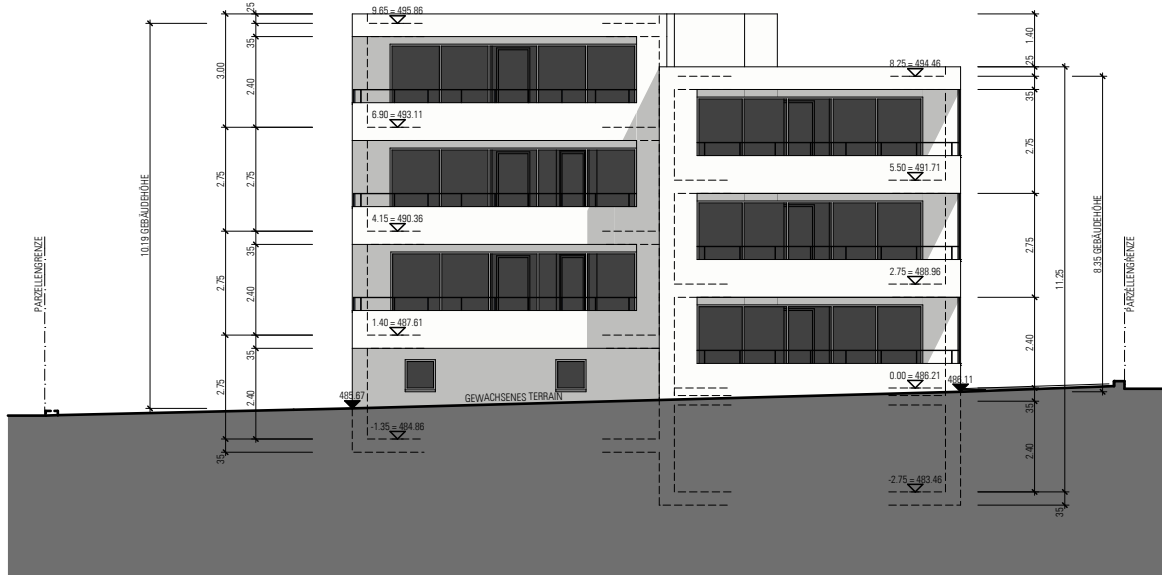 PARZELLENGRENZE
10.19 GEBÄUDEHÖHE
3.00
2.75
2.75
2.75
35
25
35
2.40
2.75
35
2.40
35
2.40
9.65 = 495.86
6.90 = 493.11
4.15 = 490.36
1.40 = 487.61
485.67
GEWACHSENES TERRAIN
-1.35 = 484.86
8.25 = 494.46
5.50 = 491.71
2.75 = 488.96
0.00 = 486.21
486.11
-2.75 = 483.46
1.40
25
35
2.75
2.75
2.40
35
2.40
11.25
35
8.35 GEBÄUDEHÖHE
PARZELLENGRENZE